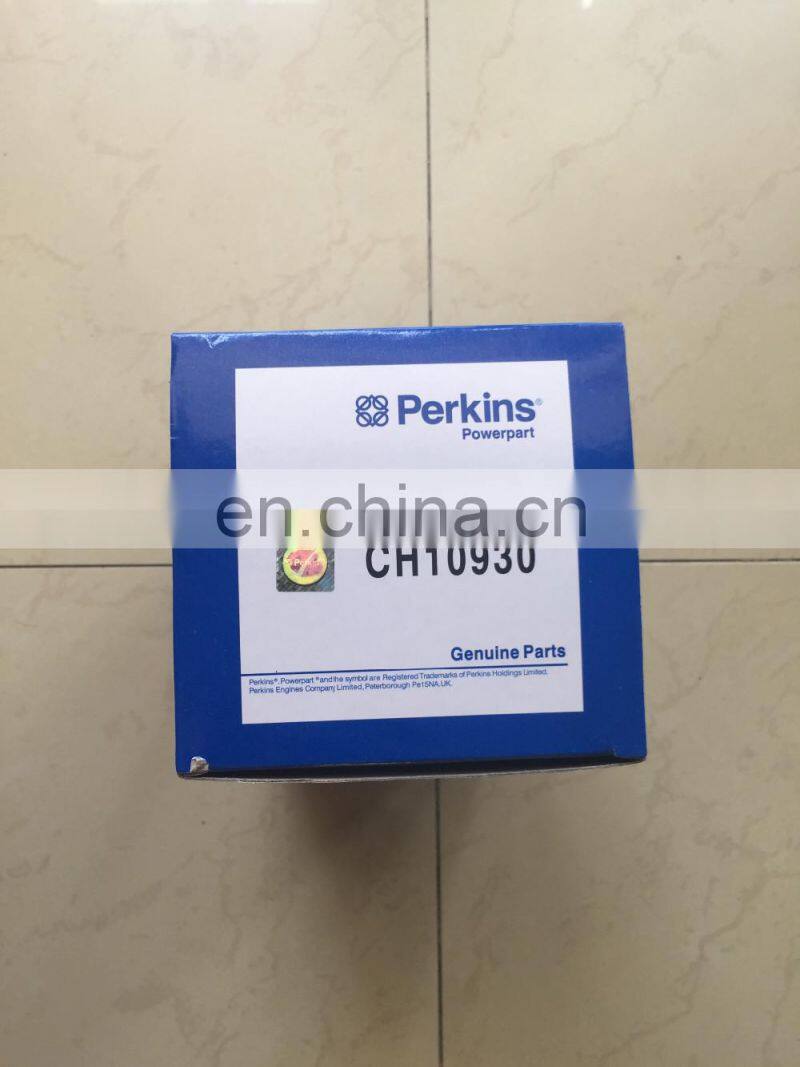 Perkins®
Powerpart
en.china.cn
Perkins
CH10930
Genuine Parts
Perkins®. Powerpart ® and the symbol are Registered Trademarks of Perkins Holdings Limited,
Perkins Engines Company Limited, Peterborough Pe15NA.UK.